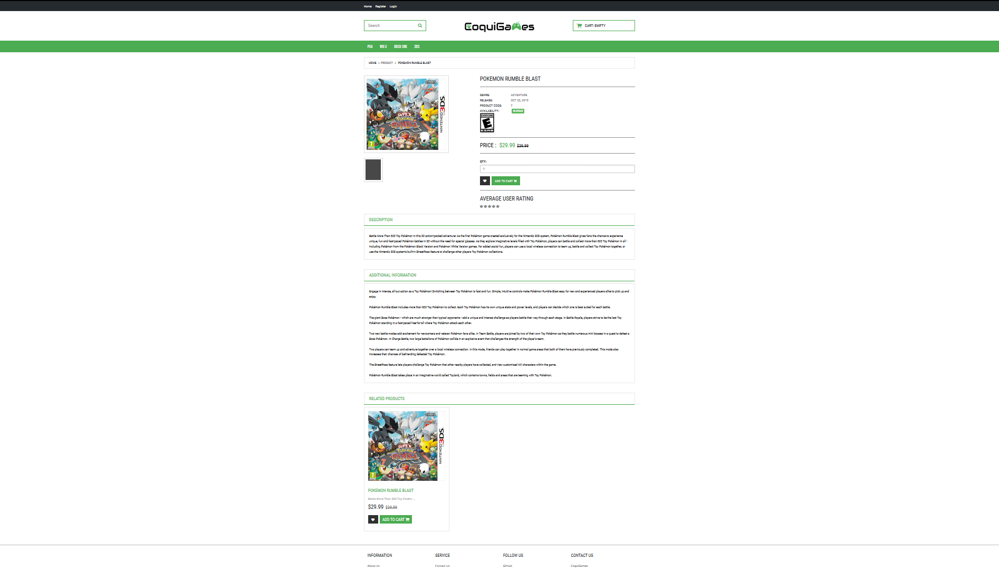 Home Register Login
Search
CoquiGames
CART: EMPTY
PS4 WII U XBOX ONE 3DS
HOME » PRODUCT » POKEMON RUMBLE BLAST
Nintendo
NINTENDO 3DS
SUPER
POKÉMON
RUMBLE
7
POKEMON RUMBLE BLAST
GENRE: ADVENTURE
RELEASE: OCT 22, 2015
PRODUCT CODE: 7
AVAILABILITY: IN STOCK
EVERYONE
E
ESRB
PRICE : $29.99 $39.99
QTY:
1
ADD TO CART
AVERAGE USER RATING
DESCRIPTION
Battle More Than 600 Toy Pokémon in this 3D action-packed adventure! As the first Pokémon game created exclusively for the Nintendo 3DS system, Pokémon Rumble Blast gives fans the chance to experience
unique, fun and fast-paced Pokémon battles in 3D without the need for special glasses. As they explore imaginative levels filled with Toy Pokémon, players can battle and collect more than 600 Toy Pokémon in all -
including Pokémon from the Pokémon Black Version and Pokémon White Version games. For added social fun, players can use a local wireless connection to team up, battle and collect Toy Pokémon together, or
use the Nintendo 3DS system's built-in StreetPass feature to challenge other players Toy Pokémon collections.
ADDITIONAL INFORMATION
Engage in intense, all-out action as a Toy Pokémon! Switching between Toy Pokémon is fast and fun. Simple, intuitive controls make Pokémon Rumble Blast easy for new and experienced players alike to pick up and
enjoy.
Pokémon Rumble Blast includes more than 600 Toy Pokémon to collect. Each Toy Pokémon has its own unique stats and power levels, and players can decide which one is best suited for each battle.
The giant Boss Pokémon - which are much stronger than typical opponents - add a unique and intense challenge as players battle their way through each stage. In Battle Royale, players strive to be the last Toy
Pokémon standing in a fast-paced free-for-all where Toy Pokémon attack each other.
Two new battle modes add excitement for newcomers and veteran Pokémon fans alike. In Team Battle, players are joined by two of their own Toy Pokémon as they battle numerous mini bosses in a quest to defeat a
Boss Pokémon. In Charge Battle, two large battalions of Pokémon collide in an explosive event that challenges the strength of the player's team.
Two players can team up and adventure together over a local wireless connection. In this mode, friends can play together in normal game areas that both of them have previously completed. This mode also
increases their chances of befriending defeated Toy Pokémon.
The StreetPass feature lets players challenge Toy Pokémon that other nearby players have collected, and view customized Mii characters within the game.
Pokémon Rumble Blast takes place in an imaginative world called Toyland, which contains towns, fields and areas that are teeming with Toy Pokémon.
RELATED PRODUCTS
Nintendo
NINTENDO 3DS
SUPER
POKÉMON
RUMBLE
7
POKEMON RUMBLE BLAST
Battle More Than 600 Toy Pokém ...
$29.99 $39.99
ADD TO CART
INFORMATION SERVICE FOLLOW US CONTACT US
About Us Contact Us Github CoquiGames